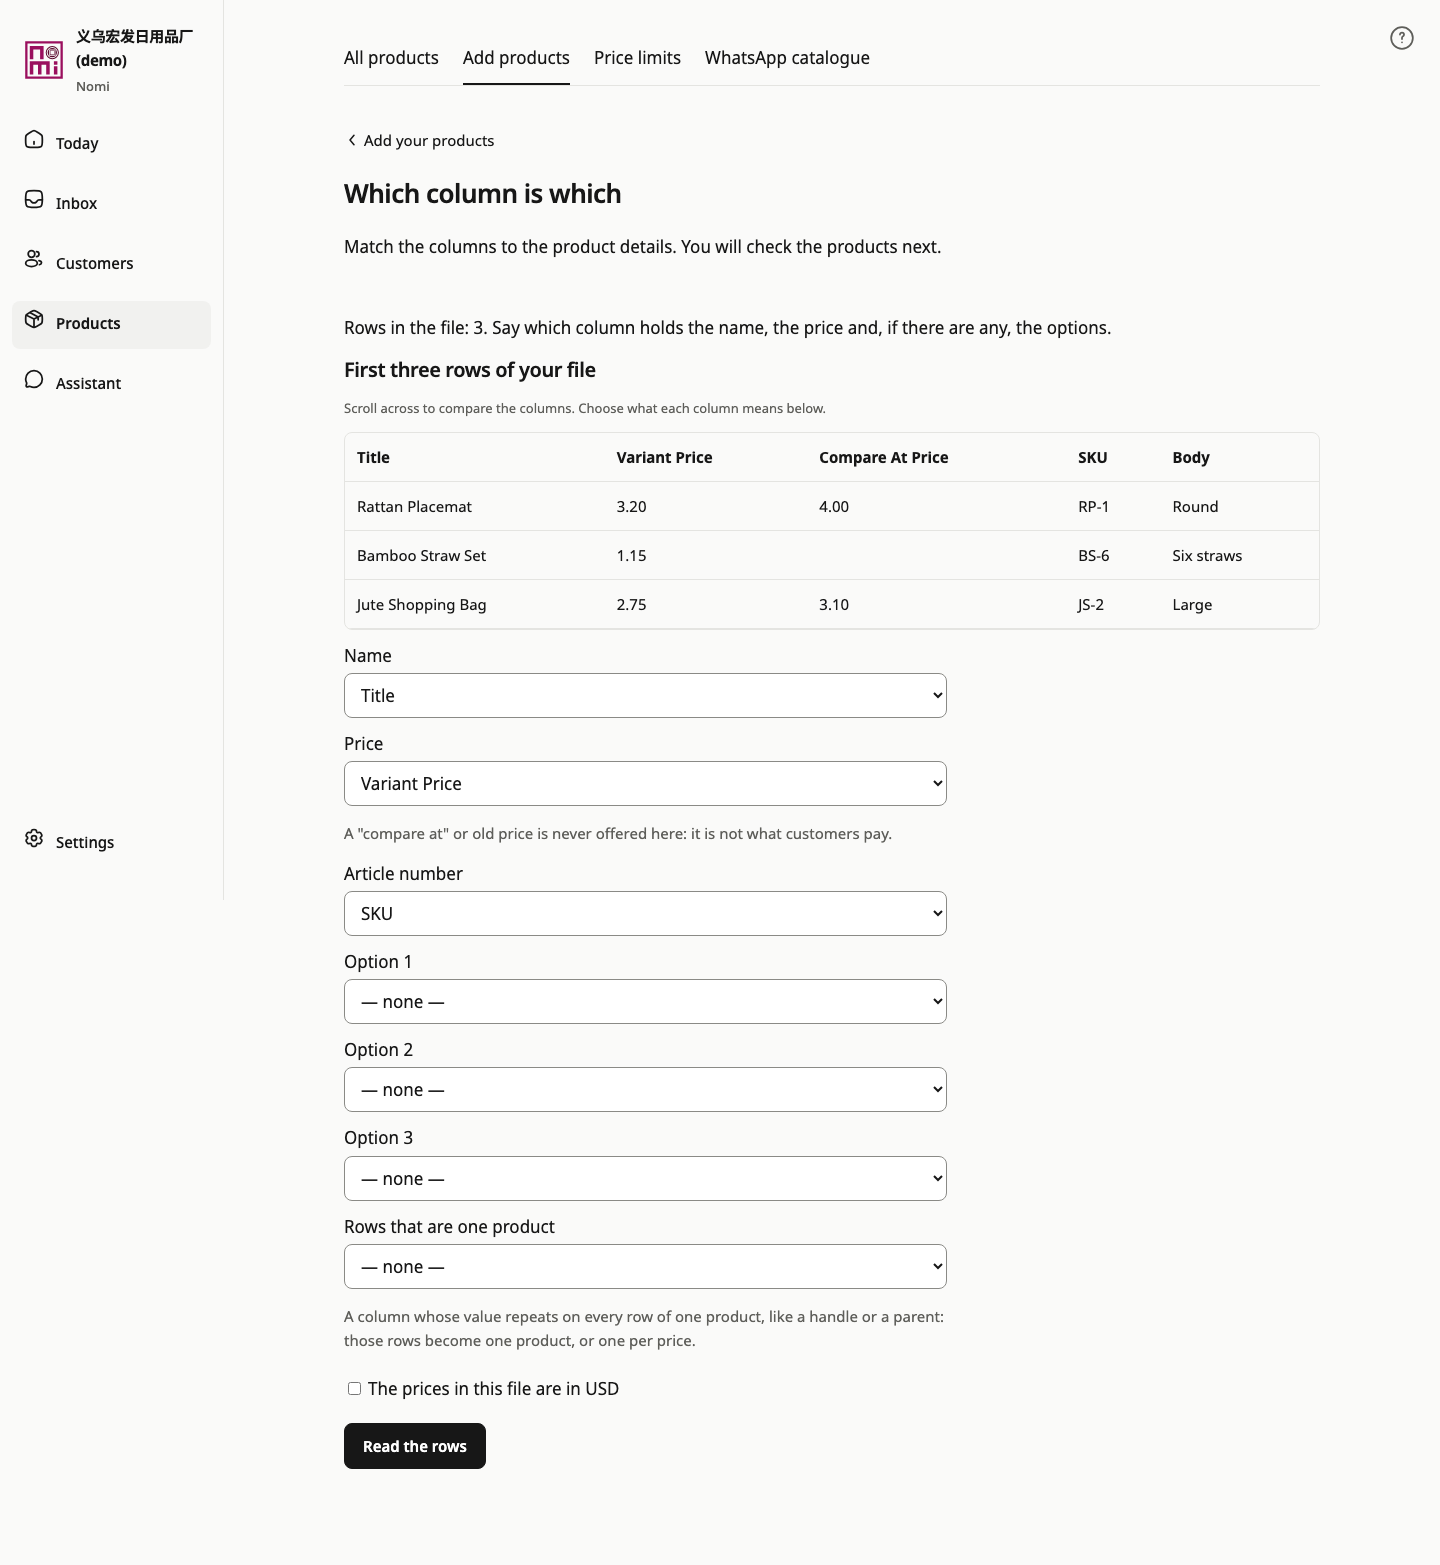 义乌宏发日用品厂
(demo)
Nomi
Today
Inbox
Customers
Products
Assistant
Settings
All products
Add products
Price limits
WhatsApp catalogue
Add your products
Which column is which
Match the columns to the product details. You will check the products next.
Rows in the file: 3. Say which column holds the name, the price and, if there are any, the options.
First three rows of your file
Scroll across to compare the columns. Choose what each column means below.
Title Variant Price Compare At Price SKU Body
Rattan Placemat 3.20 4.00 RP-1 Round
Bamboo Straw Set 1.15 BS-6 Six straws
Jute Shopping Bag 2.75 3.10 JS-2 Large
Name
Title
Price
Variant Price
A "compare at" or old price is never offered here: it is not what customers pay.
Article number
SKU
Option 1
— none —
Option 2
— none —
Option 3
— none —
Rows that are one product
— none —
A column whose value repeats on every row of one product, like a handle or a parent:
those rows become one product, or one per price.
The prices in this file are in USD
Read the rows